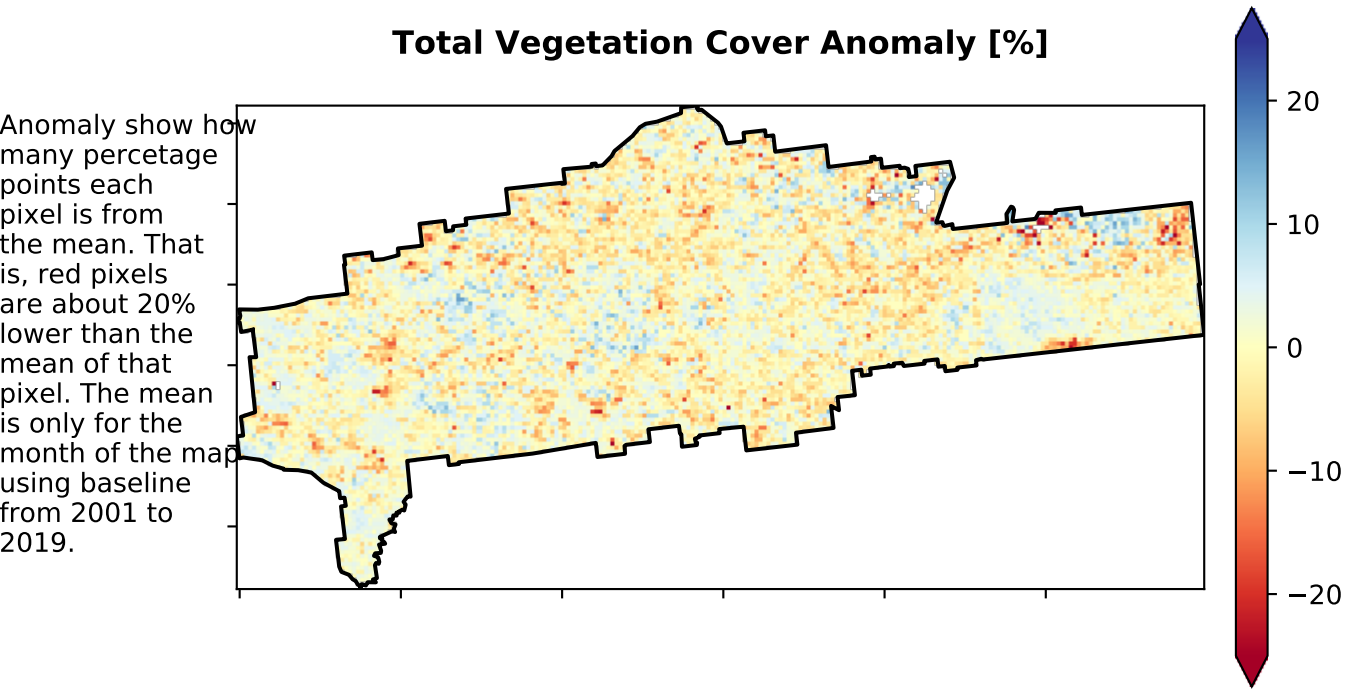 Total Vegetation Cover Anomaly [%]
Anomaly show how
many percetage
points each
pixel is from
the mean. That
is, red pixels
are about 20%
lower than the
mean of that
pixel. The mean
is only for the
month of the map
using baseline
from 2001 to
2019.
20
10
0
−10
−20